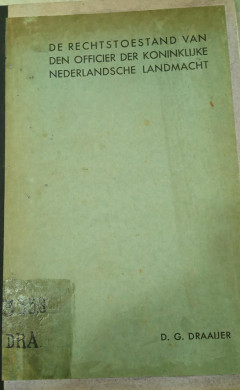 DE RECHTSTOESTAND VAN
DEN OFFICIER DER KONINKLIJKE
NEDERLANDSCHE LANDMACHT
DRA
D. G. DRAAIJER